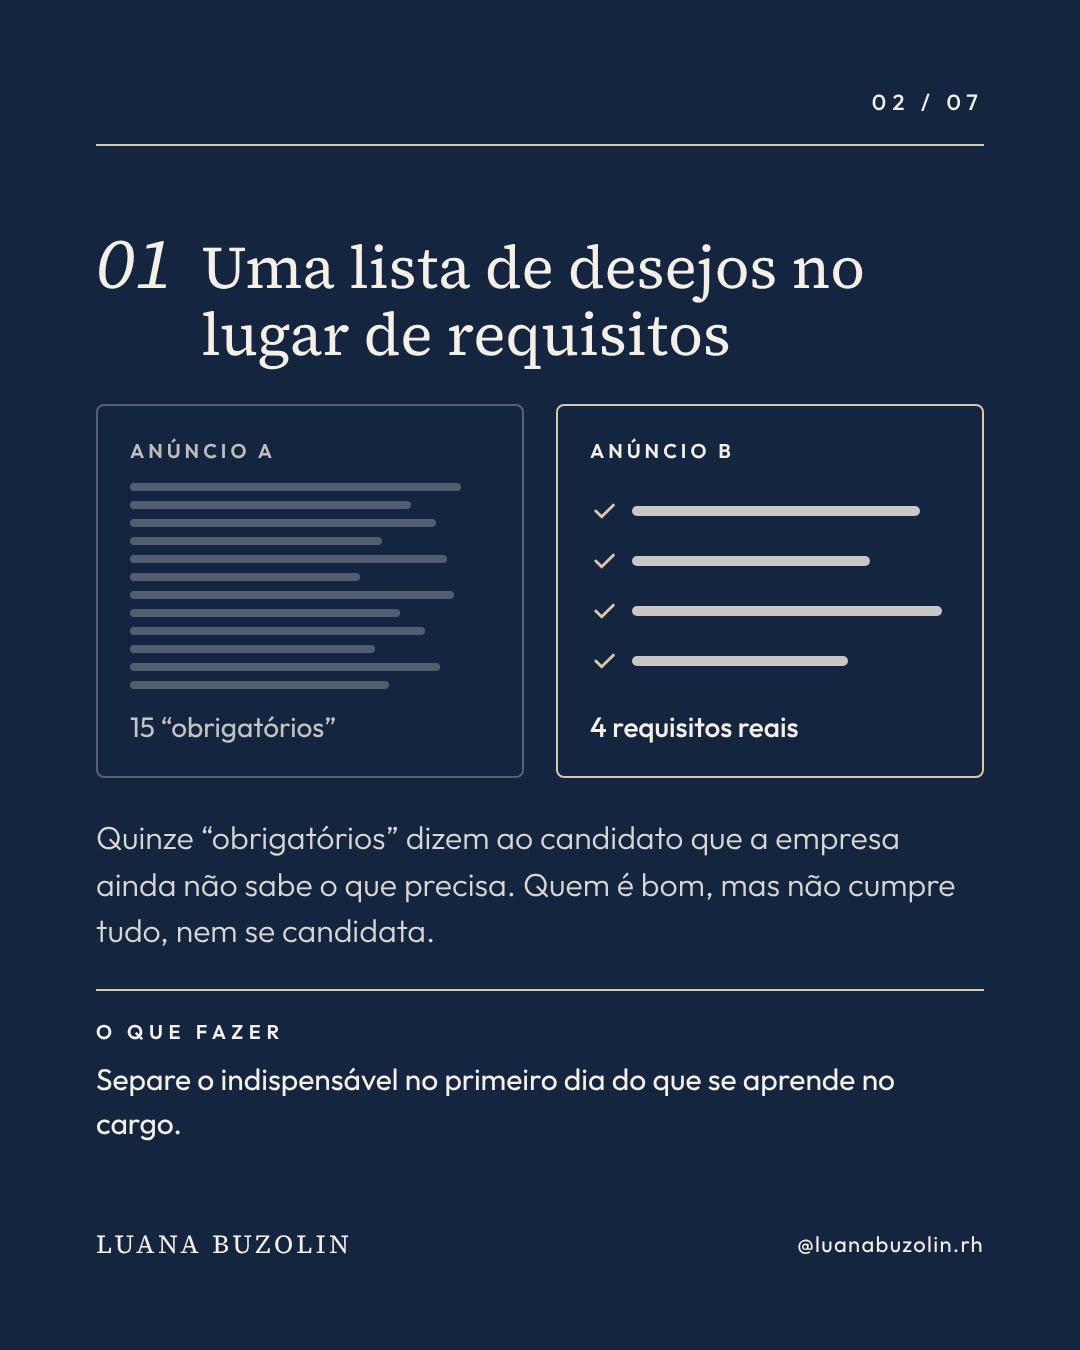 02 / 07
01 Uma lista de desejos no
lugar de requisitos
ANÚNCIO A
15 “obrigatórios”
ANÚNCIO B
4 requisitos reais
Quinze “obrigatórios” dizem ao candidato que a empresa
ainda não sabe o que precisa. Quem é bom, mas não cumpre
tudo, nem se candidata.
O QUE FAZER
Separe o indispensável no primeiro dia do que se aprende no
cargo.
LUANA BUZOLIN
@luanabuzolin.rh